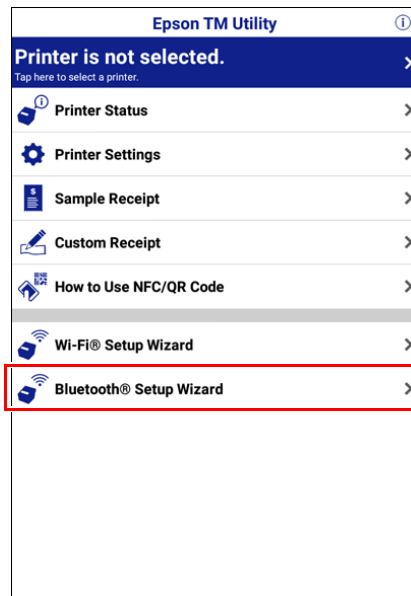 Epson TM Utility
Printer is not selected.
Tap here to select a printer.
Printer Status
Printer Settings
Sample Receipt
Custom Receipt
How to Use NFC/QR Code
Wi-Fi® Setup Wizard
Bluetooth® Setup Wizard